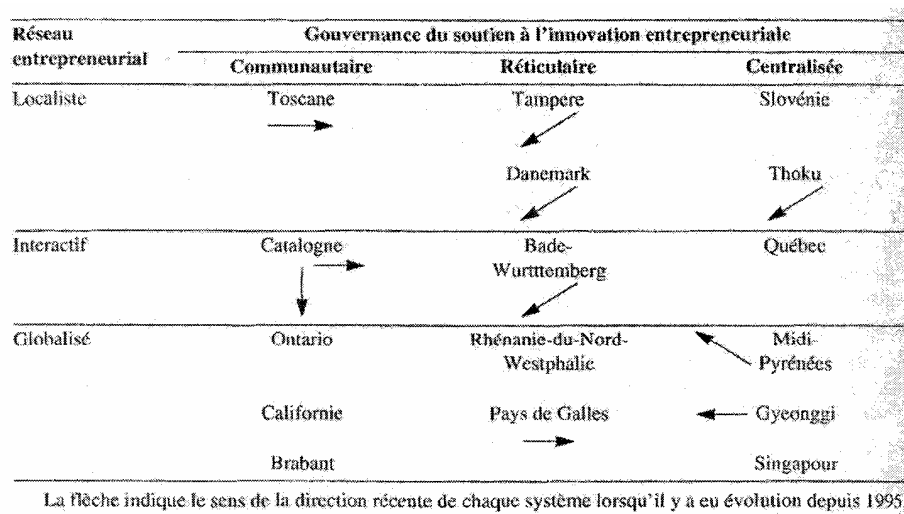 Réseau Gouvernance du soutien à l'innovation entrepreneuriale
entrepreneurial
Communautaire Réticulaire Centralisée
Localiste Toscane Tampere Slovénie
Danemark Thoku
Interactif Catalogne Bade- Québec
Wurtttemberg
Globalisé Ontario Rhénanie-du-Nord- Midi-
Westphalie Pyrénées
Californie Pays de Galles Gyeonggi
Brabant Singapour
La flèche indique le sens de la direction récente de chaque système lorsqu'il y a eu évolution depuis 1995